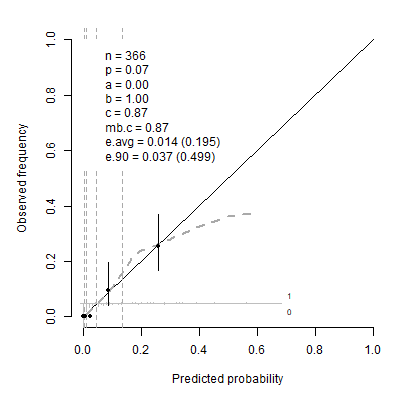 n = 366
p = 0.07
a = 0.00
b = 1.00
c = 0.87
mb.c = 0.87
e.avg = 0.014 (0.195)
e.90 = 0.037 (0.499)
Observed frequency
1.0
0.8
0.6
0.4
0.2
0.0
1
0
0.0 0.2 0.4 0.6 0.8 1.0
Predicted probability